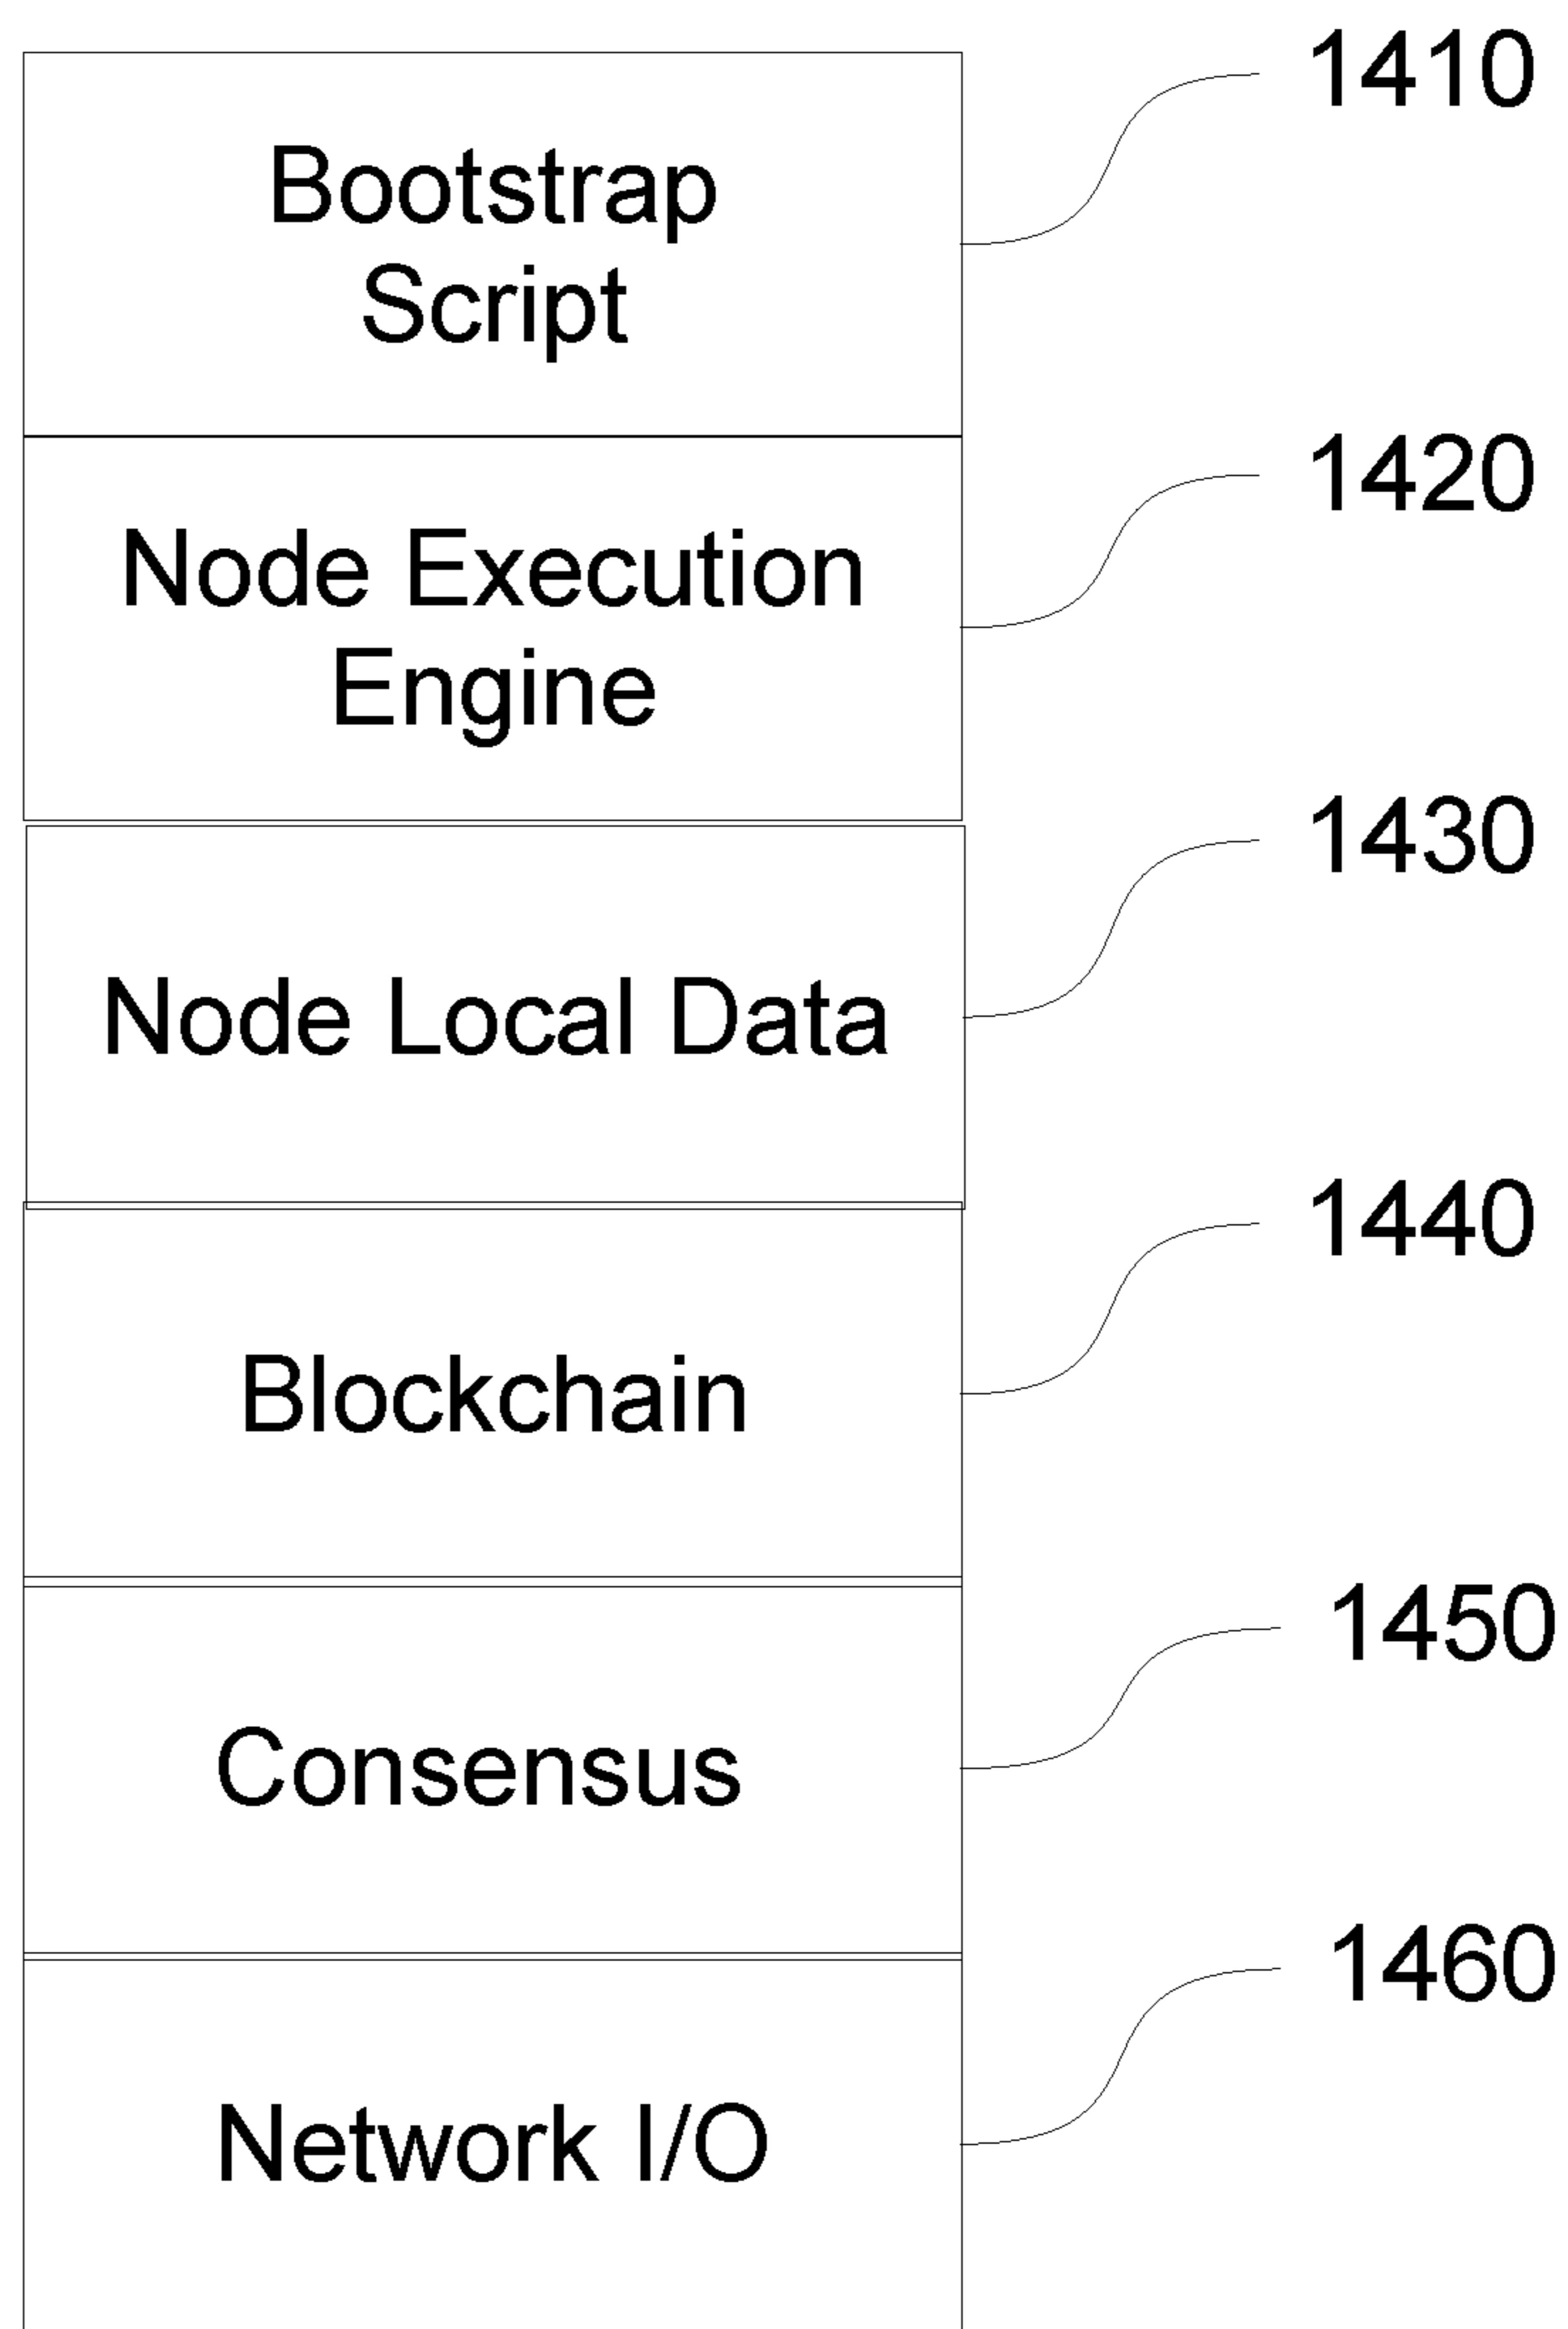 1410
Bootstrap
Script
1420
Node Execution
Engine
1430
Node Local Data
1440
Blockchain
1450
Consensus
1460
Network I/O